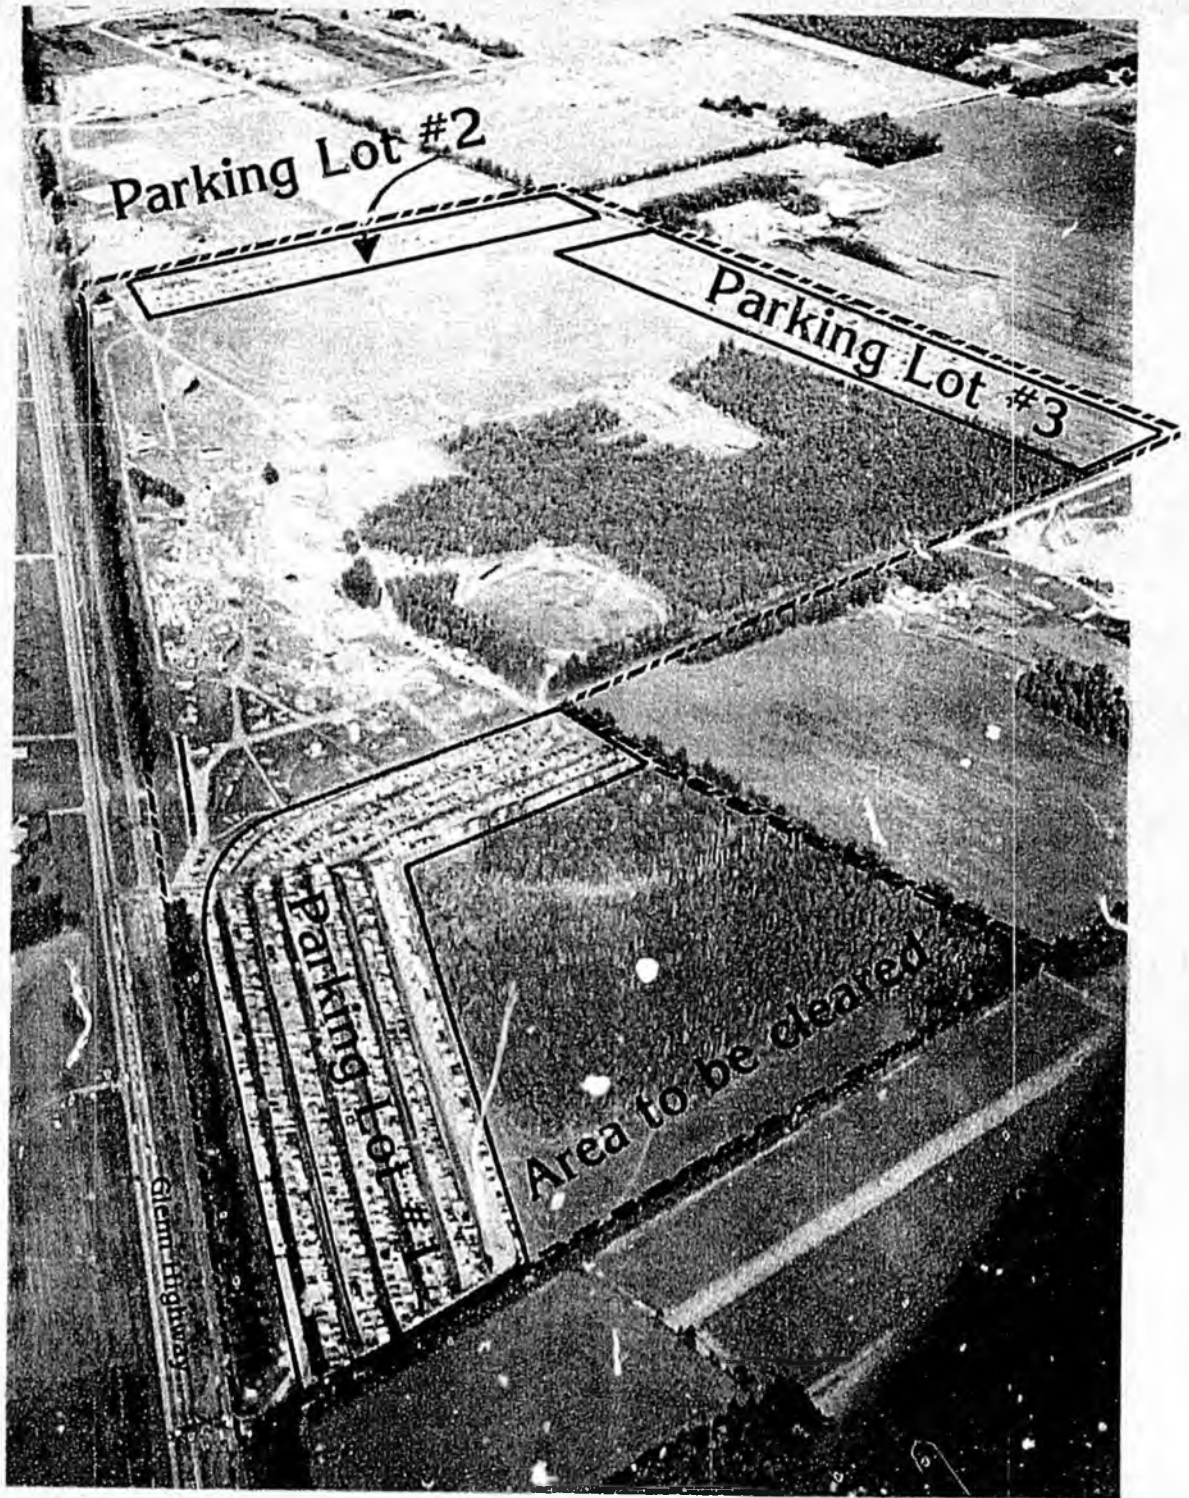 Parking Lot #2
Parking Lot #3
Parking Lot #1
Area to be cleared
Glenn Highway